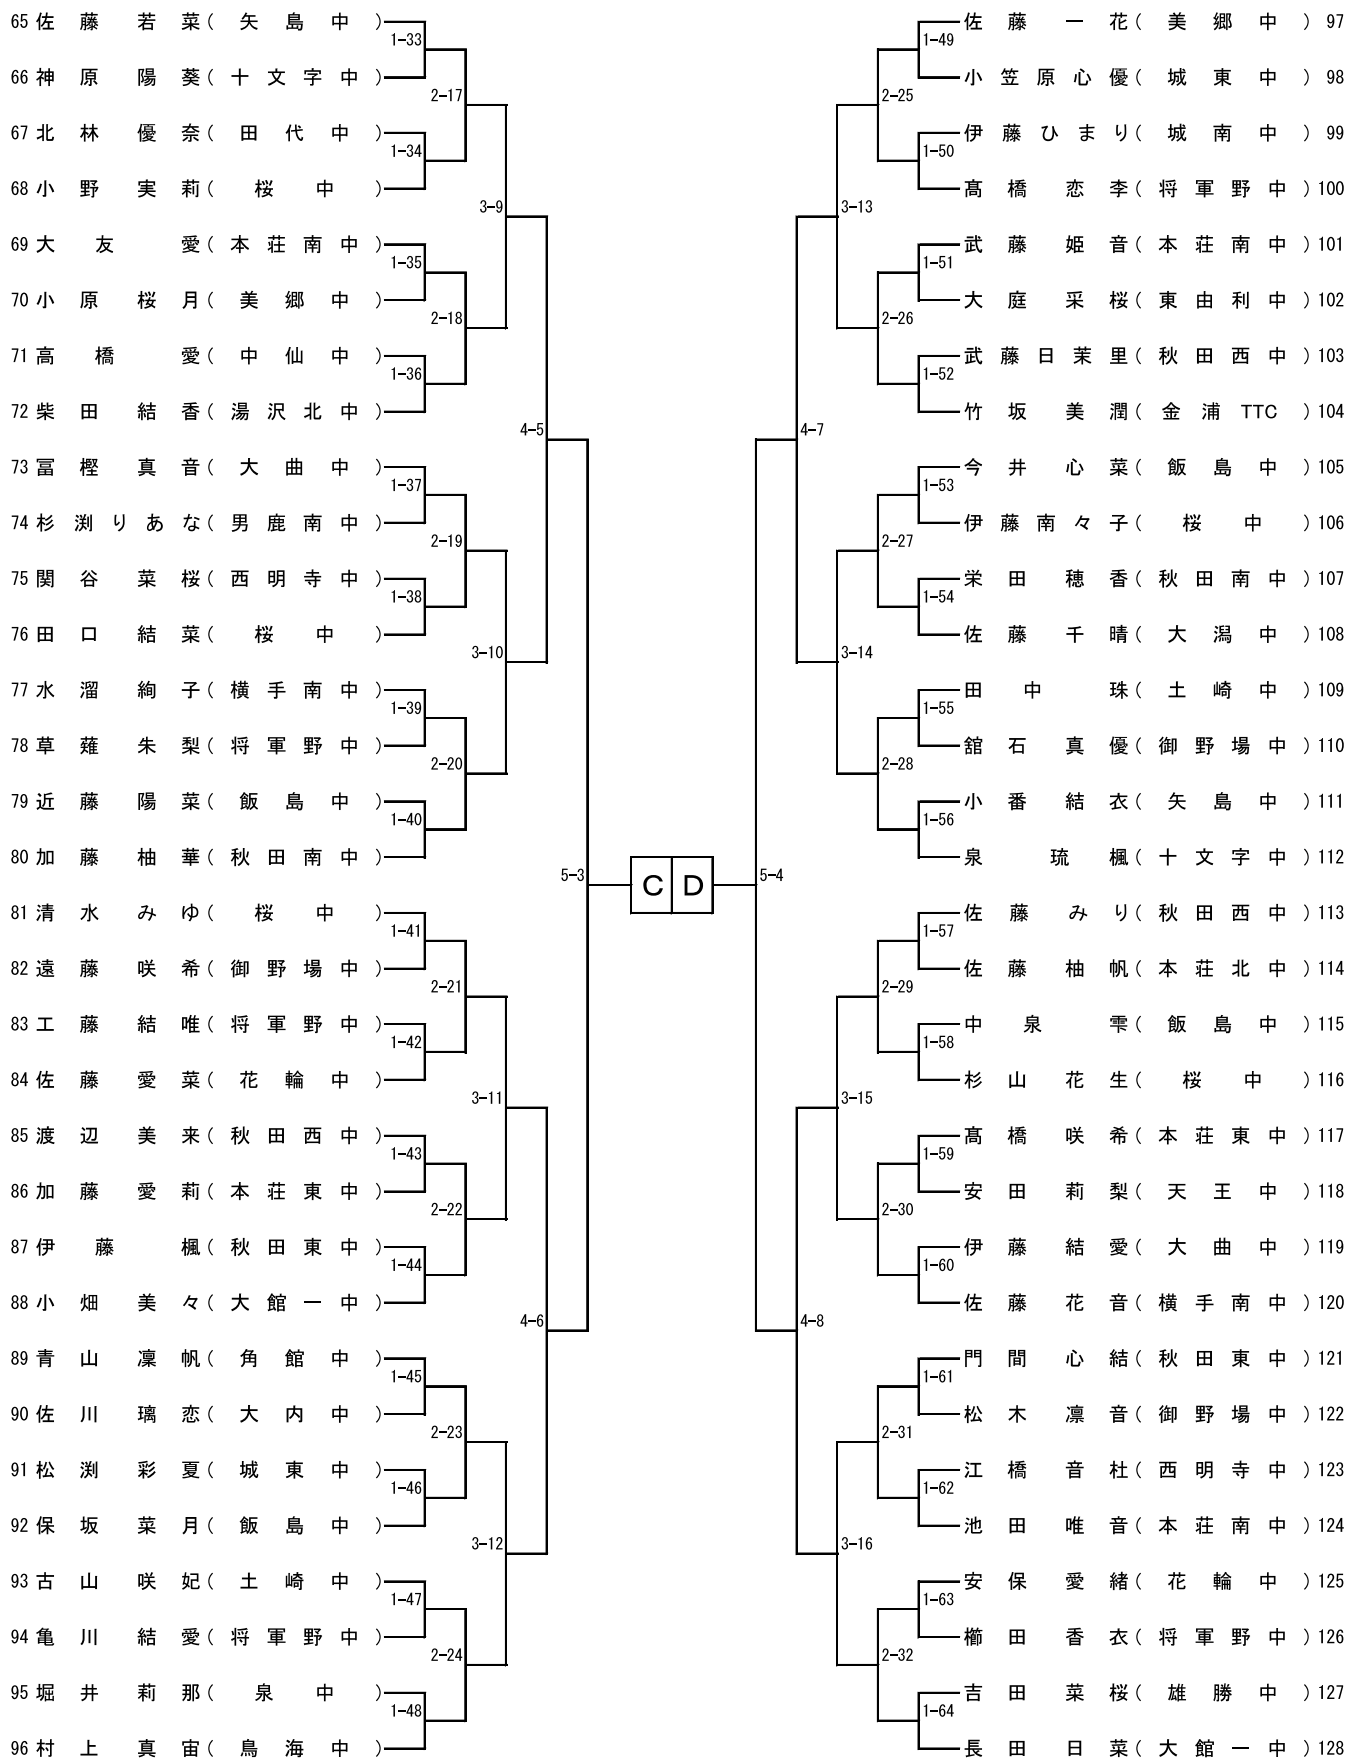 65 佐藤若菜 (矢島中)
1-33
66 神原陽葵 (十文字中)
2-17
67 北林優奈 (田代中)
1-34
68 小野実莉 (桜中)
3-9
69 大友愛 (本荘南中)
1-35
70 小原桜月 (美郷中)
2-18
71 高橋愛 (中仙中)
1-36
72 柴田結香 (湯沢北中)
4-5
73 冨樫真音 (大曲中)
1-37
74 杉渕りあな (男鹿南中)
2-19
75 関谷菜桜 (西明寺中)
1-38
76 田口結菜 (桜中)
3-10
77 水溜絢子 (横手南中)
1-39
78 草薙朱梨 (将軍野中)
2-20
79 近藤陽菜 (飯島中)
1-40
80 加藤柚華 (秋田南中)
5-3
81 清水みゆ (桜中)
1-41
82 遠藤咲希 (御野場中)
2-21
83 工藤結唯 (将軍野中)
1-42
84 佐藤愛菜 (花輪中)
3-11
85 渡辺美来 (秋田西中)
1-43
86 加藤愛莉 (本荘東中)
2-22
87 伊藤楓 (秋田東中)
1-44
88 小畑美々 (大館一中)
4-6
89 青山凜帆 (角館中)
1-45
90 佐川璃恋 (大内中)
2-23
91 松渕彩夏 (城東中)
1-46
92 保坂菜月 (飯島中)
3-12
93 古山咲妃 (土崎中)
1-47
94 亀川結愛 (将軍野中)
2-24
95 堀井莉那 (泉中)
1-48
96 村上真宙 (鳥海中)
C D
佐藤一花 (美郷中) 97
1-49
小笠原心優 (城東中) 98
2-25
伊藤ひまり (城南中) 99
1-50
髙橋恋李 (将軍野中) 100
3-13
武藤姫音 (本荘南中) 101
1-51
大庭采桜 (東由利中) 102
2-26
武藤日茉里 (秋田西中) 103
1-52
竹坂美潤 (金浦TTC) 104
4-7
今井心菜 (飯島中) 105
1-53
伊藤南々子 (桜中) 106
2-27
栄田穂香 (秋田南中) 107
1-54
佐藤千晴 (大潟中) 108
3-14
田中珠 (土崎中) 109
1-55
舘石真優 (御野場中) 110
2-28
小番結衣 (矢島中) 111
1-56
泉琉楓 (十文字中) 112
5-4
佐藤みり (秋田西中) 113
1-57
佐藤柚帆 (本荘北中) 114
2-29
中泉雫 (飯島中) 115
1-58
杉山花生 (桜中) 116
3-15
髙橋咲希 (本荘東中) 117
1-59
安田莉梨 (天王中) 118
2-30
伊藤結愛 (大曲中) 119
1-60
佐藤花音 (横手南中) 120
4-8
門間心結 (秋田東中) 121
1-61
松木凛音 (御野場中) 122
2-31
江橋音杜 (西明寺中) 123
1-62
池田唯音 (本荘南中) 124
3-16
安保愛緒 (花輪中) 125
1-63
櫛田香衣 (将軍野中) 126
2-32
吉田菜桜 (雄勝中) 127
1-64
長田日菜 (大館一中) 128